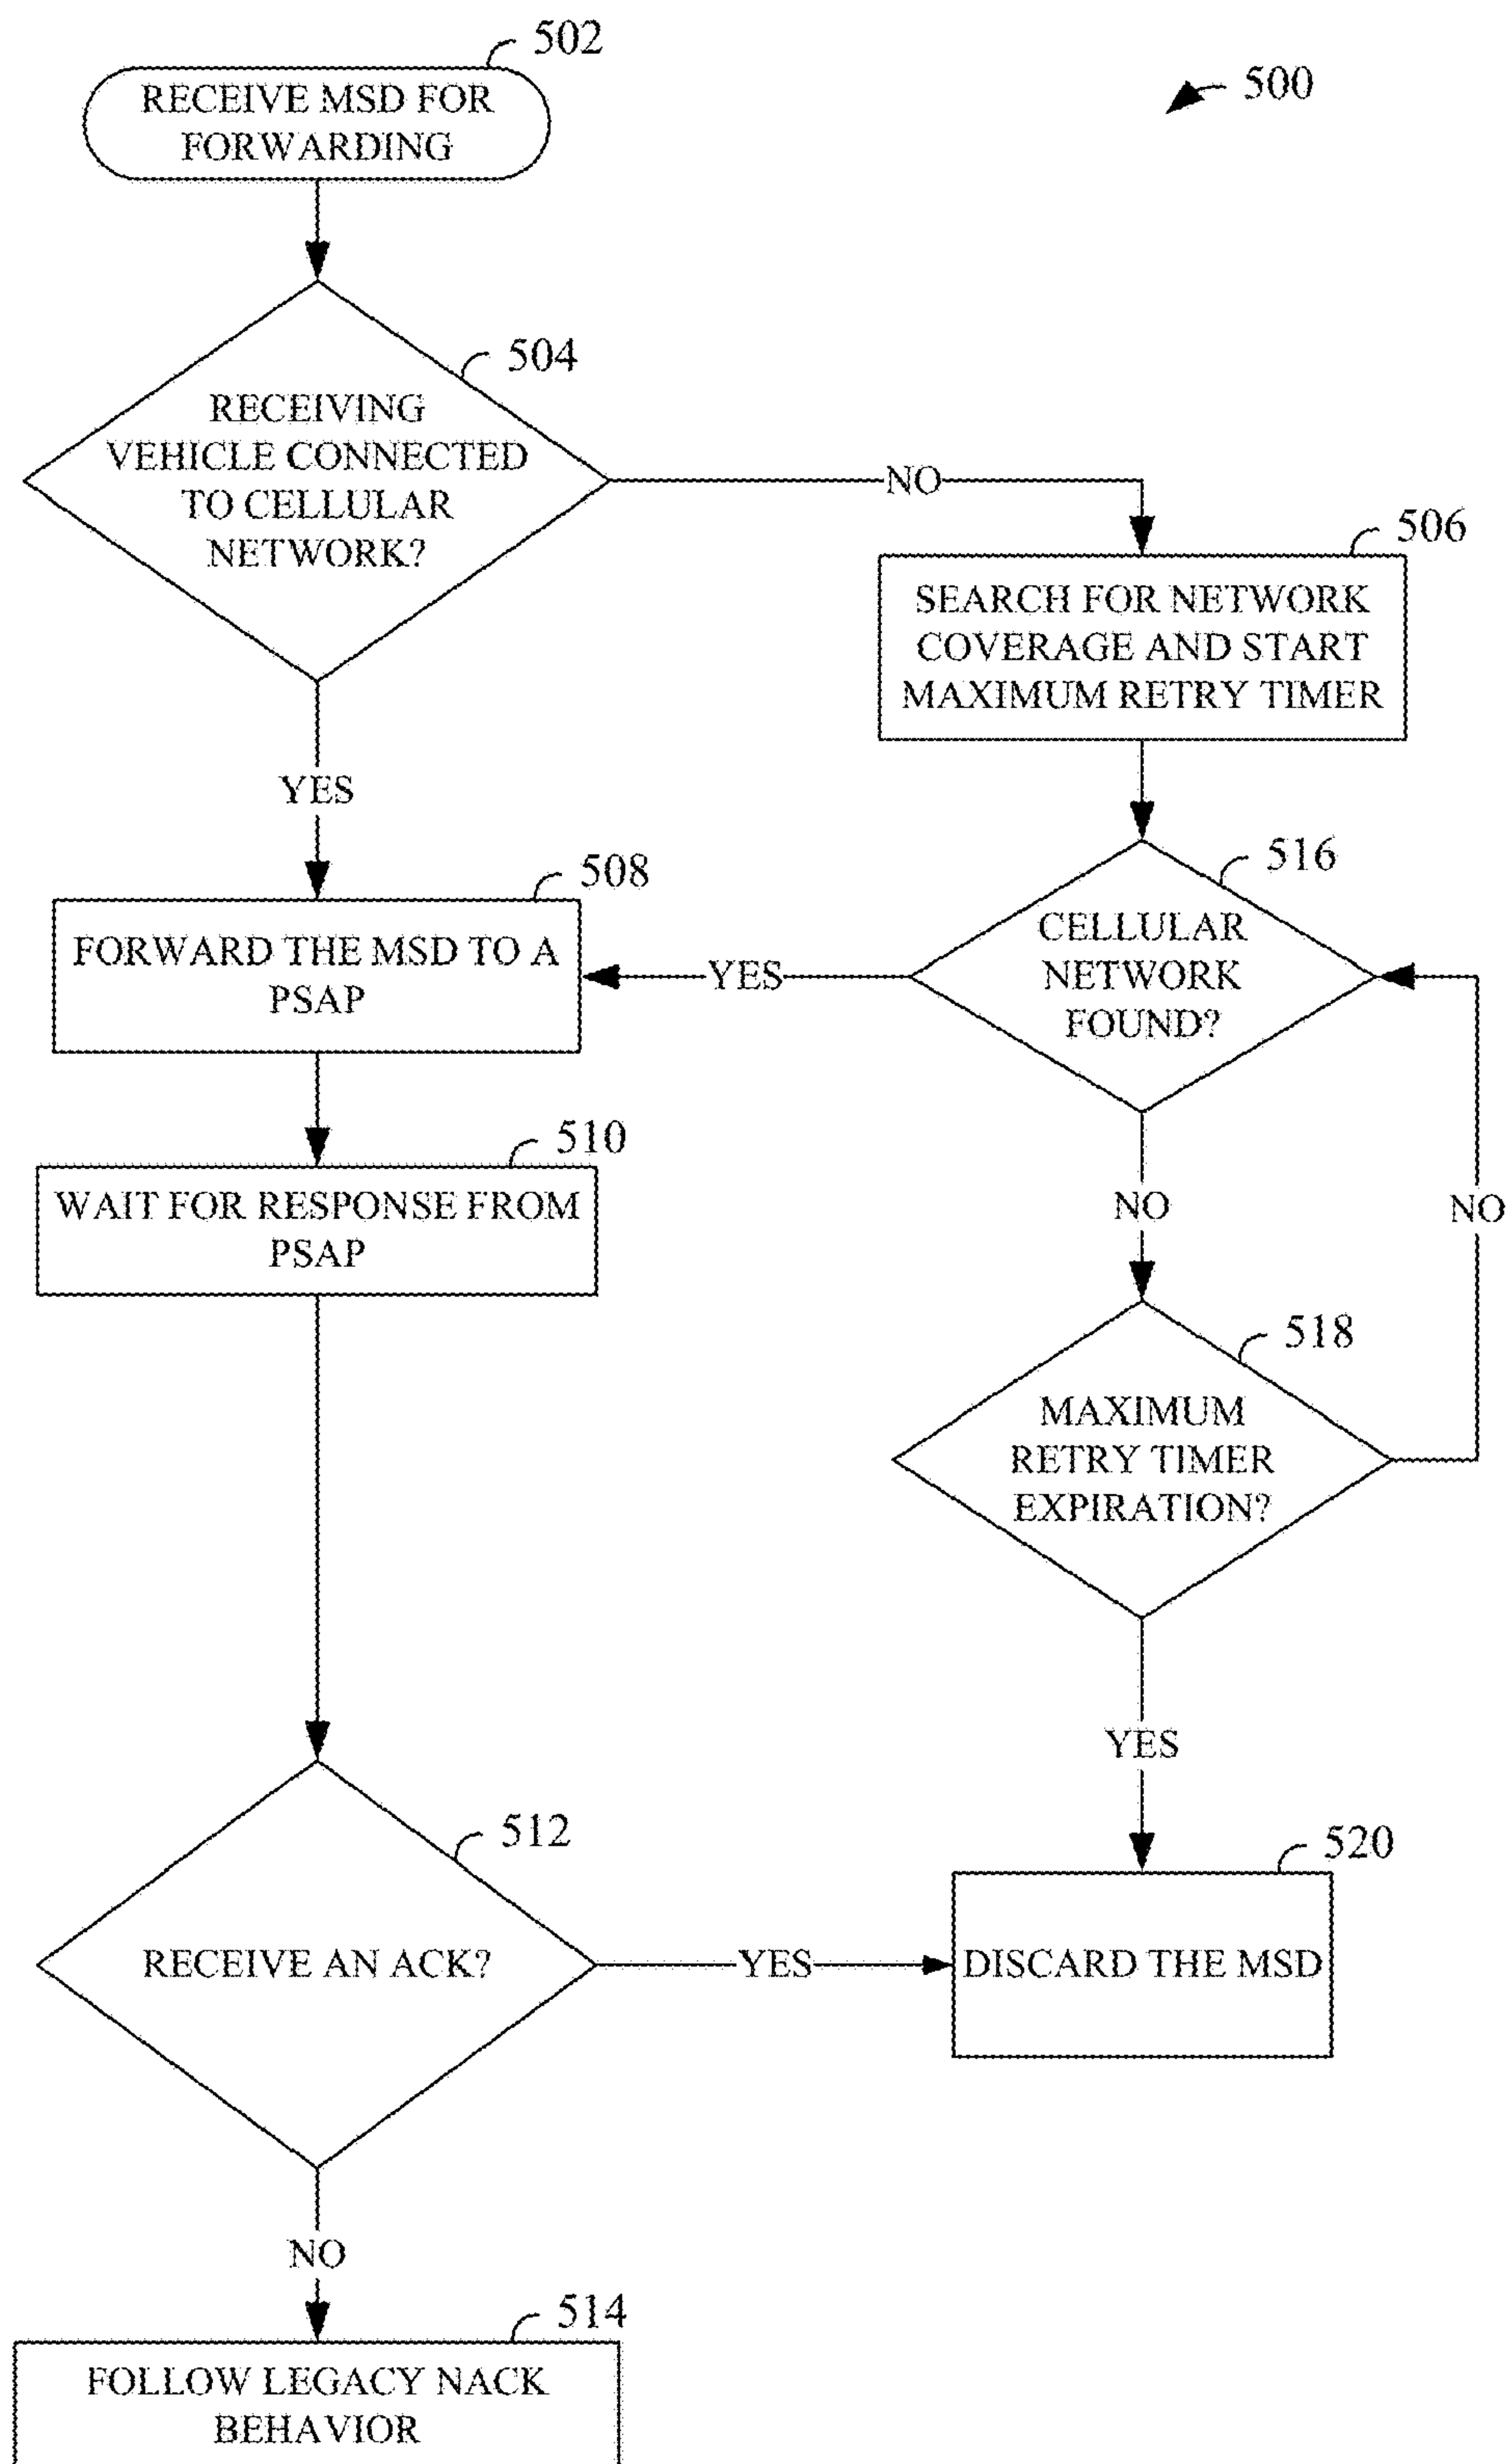 502
RECEIVE MSD FOR
FORWARDING
500
504
RECEIVING
VEHICLE CONNECTED
TO CELLULAR
NETWORK?
NO
506
SEARCH FOR NETWORK
COVERAGE AND START
MAXIMUM RETRY TIMER
YES
508
FORWARD THE MSD TO A
PSAP
516
CELLULAR
NETWORK
FOUND?
YES
510
WAIT FOR RESPONSE FROM
PSAP
NO
NO
518
MAXIMUM
RETRY TIMER
EXPIRATION?
YES
512
RECEIVE AN ACK?
YES
520
DISCARD THE MSD
NO
514
FOLLOW LEGACY NACK
BEHAVIOR